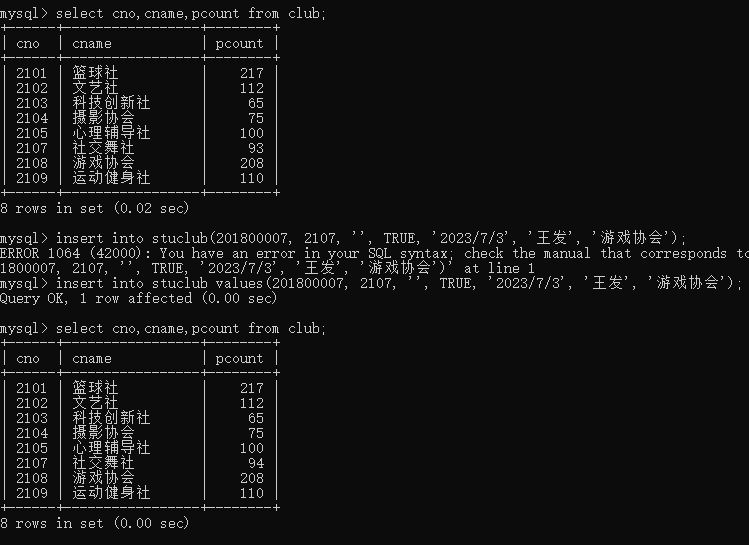 mysql> select cno,cname,pcount from club;
+------+-----------------+--------+
| cno  | cname           | pcount |
+------+-----------------+--------+
| 2101 | 篮球社          |    217 |
| 2102 | 文艺社          |    112 |
| 2103 | 科技创新社      |     65 |
| 2104 | 摄影协会        |     75 |
| 2105 | 心理辅导社      |    100 |
| 2107 | 社交舞社        |     93 |
| 2108 | 游戏协会        |    208 |
| 2109 | 运动健身社      |    110 |
+------+-----------------+--------+
8 rows in set (0.02 sec)
mysql> insert into stuclub(201800007, 2107, '', TRUE, '2023/7/3', '王发', '游戏协会');
ERROR 1064 (42000): You have an error in your SQL syntax; check the manual that corresponds to
1800007, 2107, '', TRUE, '2023/7/3', '王发', '游戏协会')' at line 1
mysql> insert into stuclub values(201800007, 2107, '', TRUE, '2023/7/3', '王发', '游戏协会');
Query OK, 1 row affected (0.00 sec)
mysql> select cno,cname,pcount from club;
+------+-----------------+--------+
| cno  | cname           | pcount |
+------+-----------------+--------+
| 2101 | 篮球社          |    217 |
| 2102 | 文艺社          |    112 |
| 2103 | 科技创新社      |     65 |
| 2104 | 摄影协会        |     75 |
| 2105 | 心理辅导社      |    100 |
| 2107 | 社交舞社        |     94 |
| 2108 | 游戏协会        |    208 |
| 2109 | 运动健身社      |    110 |
+------+-----------------+--------+
8 rows in set (0.00 sec)